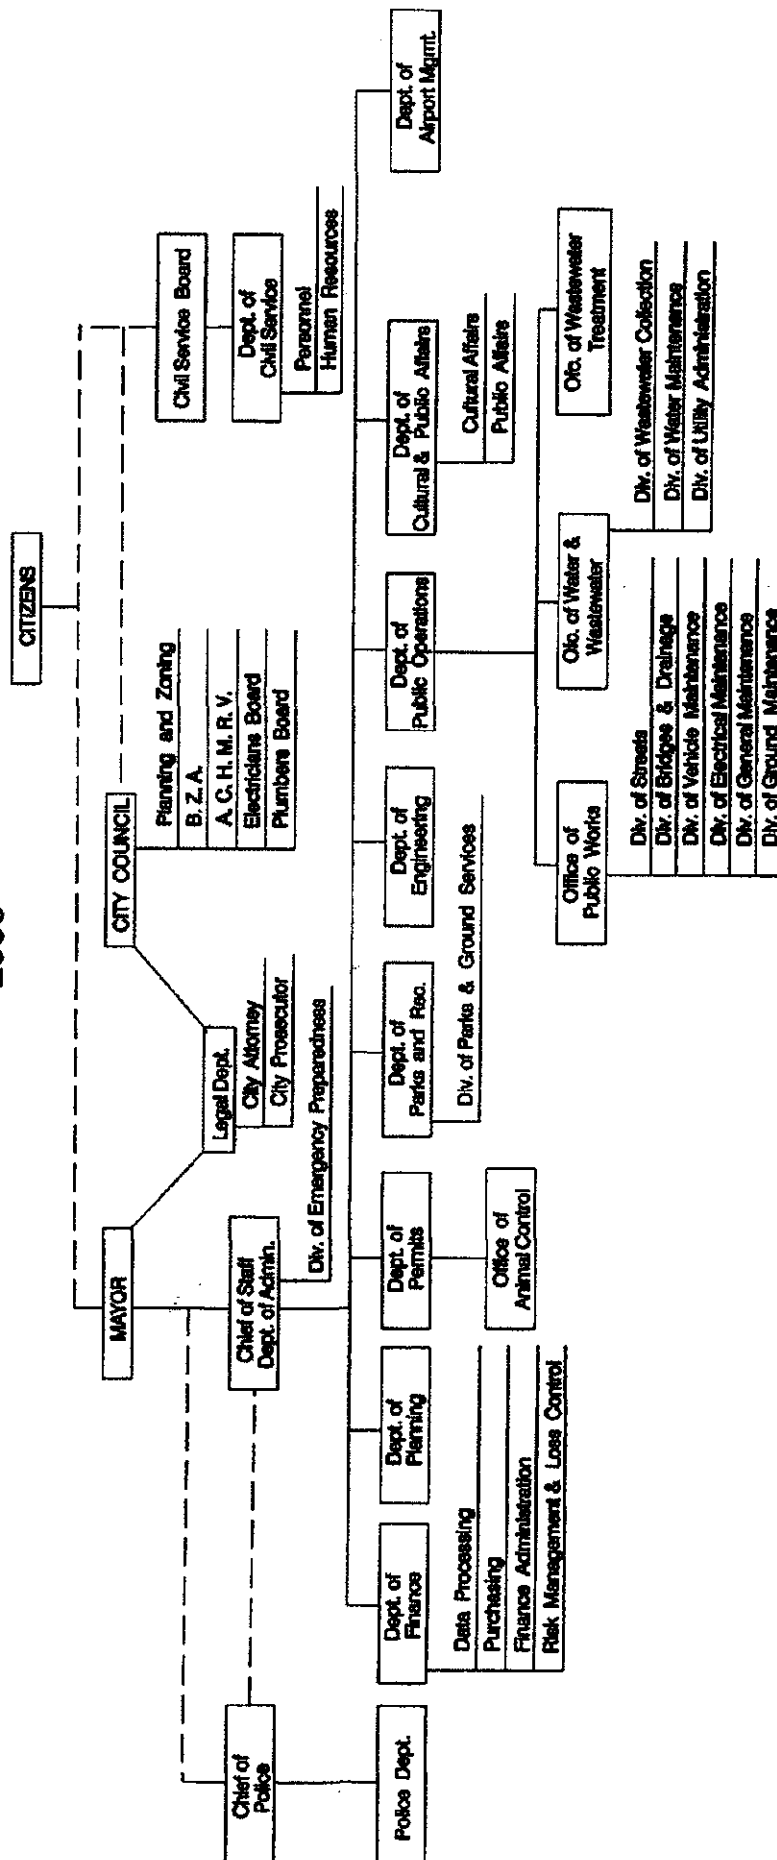 CITIZENS
MAYOR
CITY COUNCIL
Planning and Zoning
B. Z. A.
A. C. H. M. R. V.
Electricians Board
Plumbers Board
Civil Service Board
Dept. of
Civil Service
Personnel
Human Resources
Legal Dept.
City Attorney
City Prosecutor
Chief of
Police
Chief of Staff
Dept. of Admin.
Div. of Emergency Preparedness
Police Dept.
Dept. of
Finance
Data Processing
Purchasing
Finance Administration
Risk Management & Loss Control
Dept. of
Planning
Dept. of
Permits
Office of
Animal Control
Dept. of
Parks and Rec.
Div. of Parks & Ground Services
Dept. of
Engineering
Dept. of
Public Operations
Dept. of
Cultural & Public Affairs
Cultural Affairs
Public Affairs
Dept. of
Airport Mgmt.
Office of
Public Works
Div. of Streets
Div. of Bridges & Drainage
Div. of Vehicle Maintenance
Div. of Electrical Maintenance
Div. of General Maintenance
Div. of Ground Maintenance
Ofc. of Water &
Wastewater
Div. of Wastewater Collection
Div. of Water Maintenance
Div. of Utility Administration
Ofc. of Wastewater
Treatment